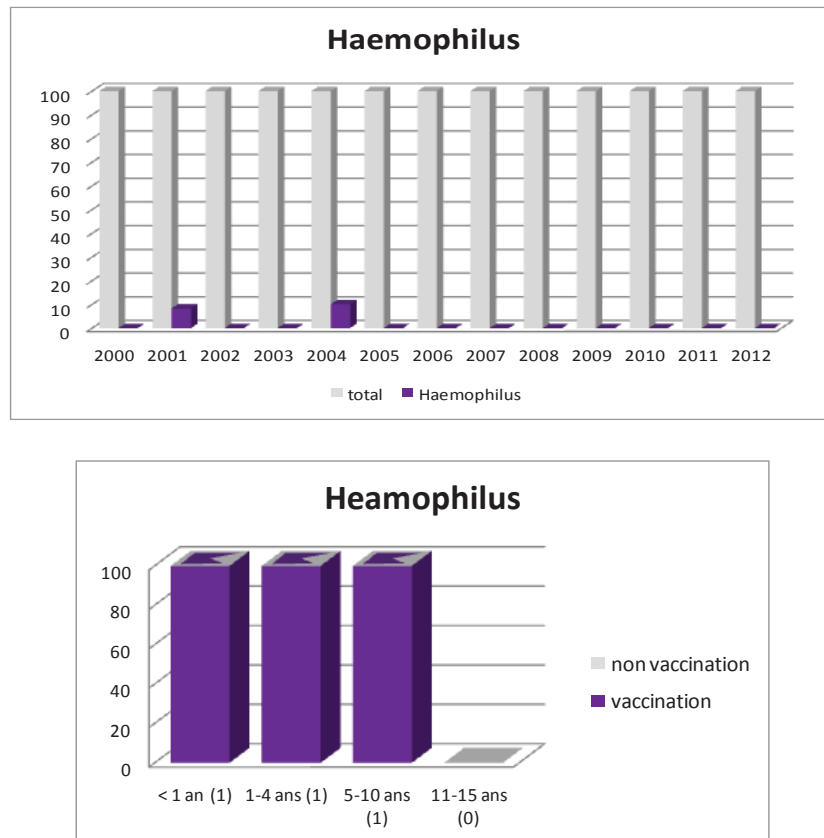 Haemophilus
100
90
80
70
60
50
40
30
20
10
0
2000 2001 2002 2003 2004 2005 2006 2007 2008 2009 2010 2011 2012
total Haemophilus
Heamophilus
100
80
60
40
20
0
non vaccination
vaccination
< 1 an (1) 1-4 ans (1) 5-10 ans 11-15 ans
(1) (0)